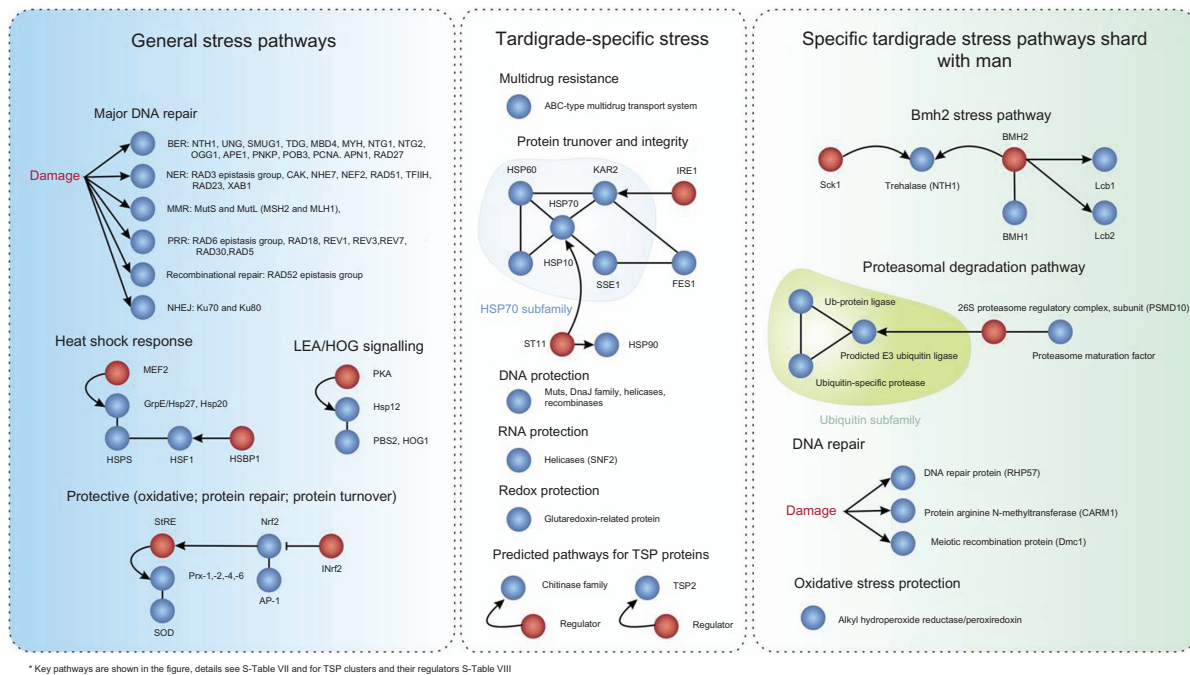 General stress pathways
Major DNA repair
Damage
BER: NTH1, UNG, SMUG1, TDG, MBD4, MYH, NTG1, NTG2,
OGG1, APE1, PNKP, POB3, PCNA. APN1, RAD27
NER: RAD3 epistasis group, CAK, NHE7, NEF2, RAD51, TFIIH,
RAD23, XAB1
MMR: MutS and MutL (MSH2 and MLH1),
PRR: RAD6 epistasis group, RAD18, REV1, REV3,REV7,
RAD30,RAD5
Recombinational repair: RAD52 epistasis group
NHEJ: Ku70 and Ku80
Heat shock response
MEF2
GrpE/Hsp27, Hsp20
HSPS
HSF1
HSBP1
LEA/HOG signalling
PKA
Hsp12
PBS2, HOG1
Protective (oxidative; protein repair; protein turnover)
StRE
Nrf2
Prx-1,-2,-4,-6
INrf2
AP-1
SOD
Tardigrade-specific stress
Multidrug resistance
ABC-type multidrug transport system
Protein trunover and integrity
HSP60
KAR2
IRE1
HSP70
HSP10
SSE1
FES1
HSP70 subfamily
ST11
HSP90
DNA protection
Muts, DnaJ family, helicases,
recombinases
RNA protection
Helicases (SNF2)
Redox protection
Glutaredoxin-related protein
Predicted pathways for TSP proteins
Chitinase family
TSP2
Regulator
Regulator
Specific tardigrade stress pathways shard
with man
Bmh2 stress pathway
BMH2
Sck1
Trehalase (NTH1)
Lcb1
BMH1
Lcb2
Proteasomal degradation pathway
Ub-protein ligase
26S proteasome regulatory complex, subunit (PSMD10)
Predicted E3 ubiquitin ligase
Proteasome maturation factor
Ubiquitin-specific protease
Ubiquitin subfamily
DNA repair
Damage
DNA repair protein (RHP57)
Protein arginine N-methyltransferase (CARM1)
Meiotic recombination protein (Dmc1)
Oxidative stress protection
Alkyl hydroperoxide reductase/peroxiredoxin
* Key pathways are shown in the figure, details see S-Table VII and for TSP clusters and their regulators S-Table VIII